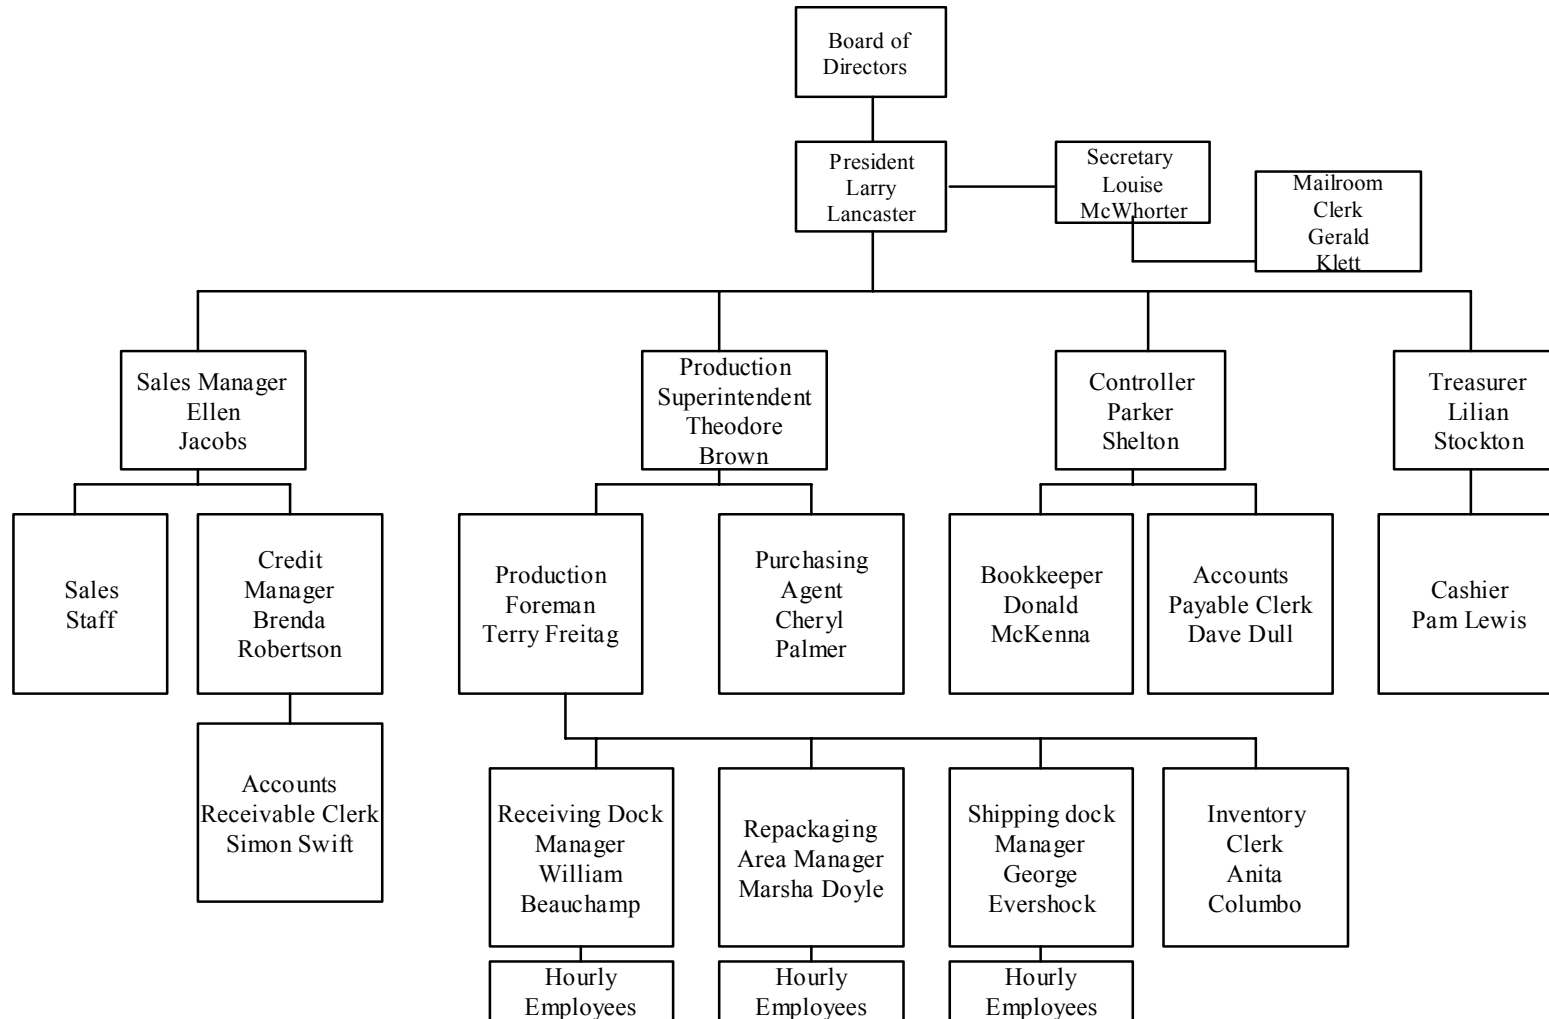 Board of
Directors
President
Larry
Lancaster
Secretary
Louise
McWhorter
Mailroom
Clerk
Gerald
Klett
Sales Manager
Ellen
Jacobs
Production
Superintendent
Theodore
Brown
Controller
Parker
Shelton
Treasurer
Lilian
Stockton
Sales
Staff
Credit
Manager
Brenda
Robertson
Production
Foreman
Terry Freitag
Purchasing
Agent
Cheryl
Palmer
Bookkeeper
Donald
McKenna
Accounts
Payable Clerk
Dave Dull
Cashier
Pam Lewis
Accounts
Receivable Clerk
Simon Swift
Receiving Dock
Manager
William
Beauchamp
Repackaging
Area Manager
Marsha Doyle
Shipping dock
Manager
George
Evershock
Inventory
Clerk
Anita
Columbo
Hourly
Employees
Hourly
Employees
Hourly
Employees